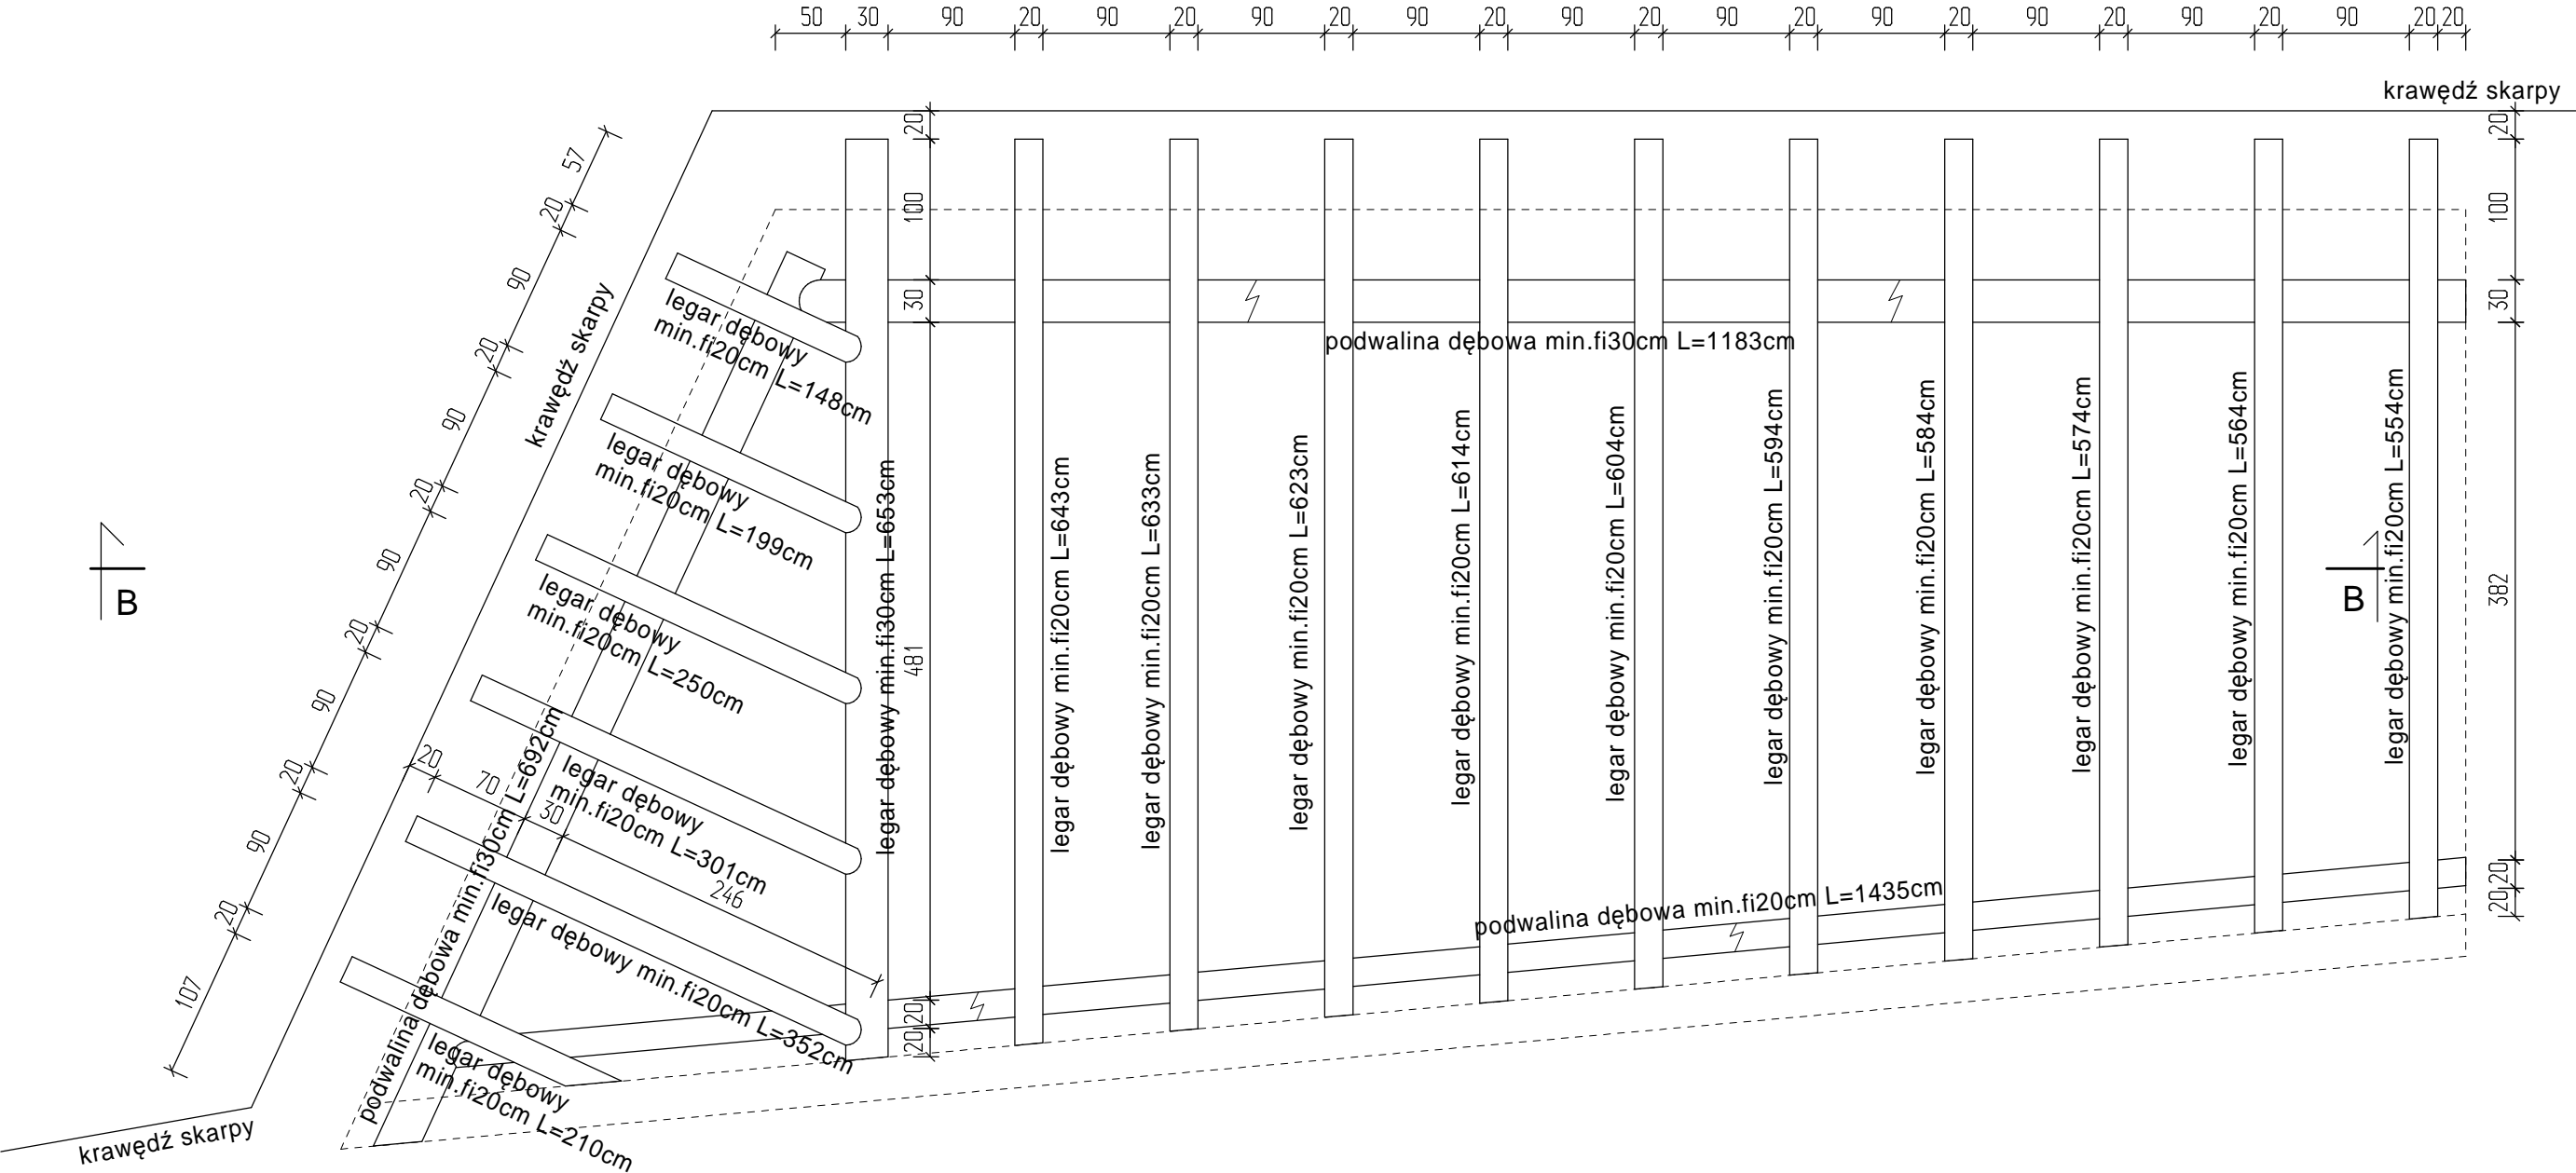 50 30 90 20 90 20 90 20 90 20 90 20 90 20 90 20 90 20 90 20 90 20 20
krawędź skarpy
20
20
57
20
100
100
90
30
30
krawędź skarpy
legar dębowy
min.fi20cm L=148cm
podwalina dębowa min.fi30cm L=1183cm
20
90
legar dębowy
min.fi20cm L=199cm
20
90
legar dębowy
min.fi20cm L=250cm
20
90
legar dębowy min.fi30cm L=653cm
481
legar dębowy min.fi20cm L=643cm
legar dębowy min.fi20cm L=633cm
legar dębowy min.fi20cm L=623cm
legar dębowy min.fi20cm L=614cm
legar dębowy min.fi20cm L=604cm
legar dębowy min.fi20cm L=594cm
legar dębowy min.fi20cm L=584cm
legar dębowy min.fi20cm L=574cm
legar dębowy min.fi20cm L=564cm
legar dębowy min.fi20cm L=554cm
382
B
B
20
90
20
70
30
246
legar dębowy
min.fi20cm L=301cm
podwalina dębowa min.fi30cm L=692cm
20
107
legar dębowy min.fi20cm L=352cm
podwalina dębowa min.fi20cm L=1435cm
20
20
20
20
legar dębowy
min.fi20cm L=210cm
krawędź skarpy